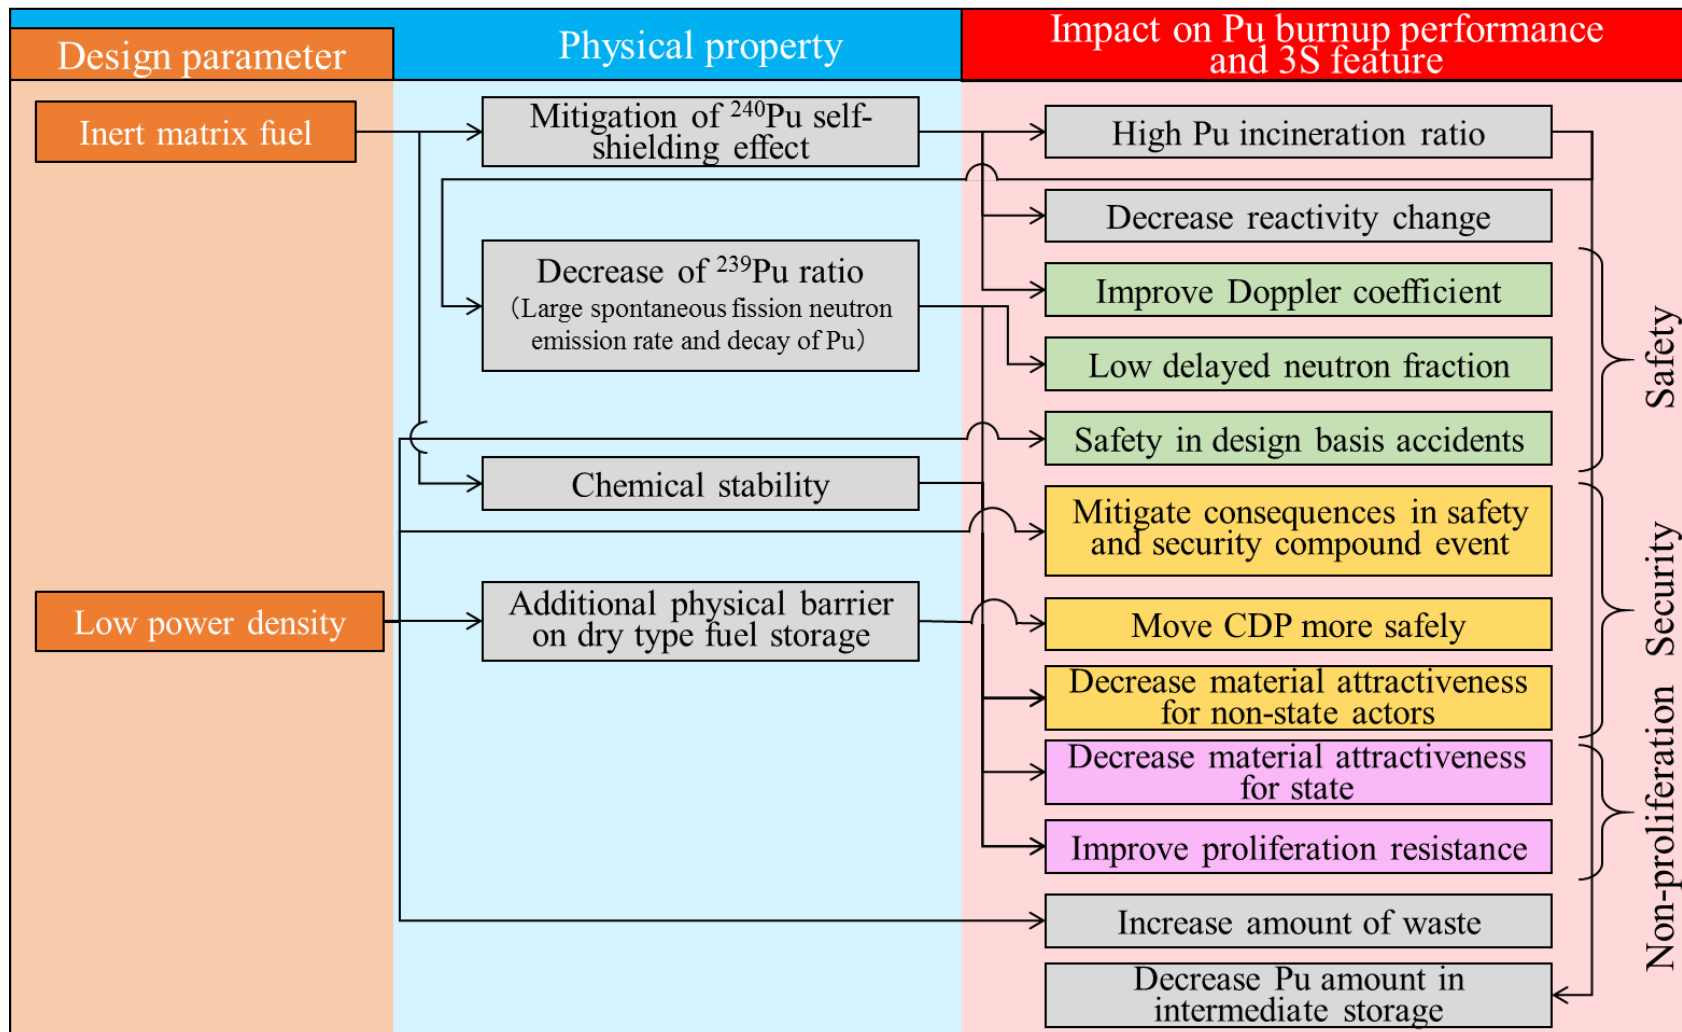 Design parameter
Physical property
Impact on Pu burnup performance
and 3S feature
Inert matrix fuel
Mitigation of ²⁴⁰Pu self-
shielding effect
High Pu incineration ratio
Decrease reactivity change
Decrease of ²³⁹Pu ratio
(Large spontaneous fission neutron
emission rate and decay of Pu)
Improve Doppler coefficient
Low delayed neutron fraction
Safety in design basis accidents
Safety
Chemical stability
Mitigate consequences in safety
and security compound event
Low power density
Additional physical barrier
on dry type fuel storage
Move CDP more safely
Decrease material attractiveness
for non-state actors
Security
Decrease material attractiveness
for state
Improve proliferation resistance
Non-proliferation
Increase amount of waste
Decrease Pu amount in
intermediate storage